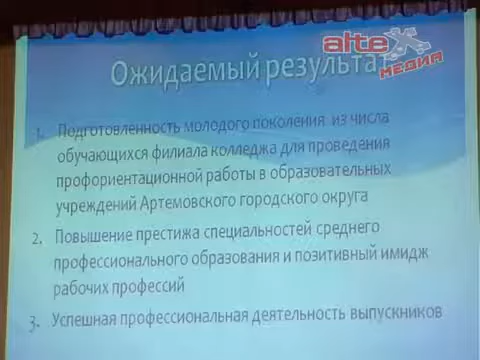 altex
МЕДИА
Ожидаемый результат
1. Подготовленность молодого поколения из числа
обучающихся филиала колледжа для проведения
профориентационной работы в образовательных
учреждений Артемовского городского округа
2. Повышение престижа специальностей среднего
профессионального образования и позитивный имидж
рабочих профессий
3. Успешная профессиональная деятельность выпускников